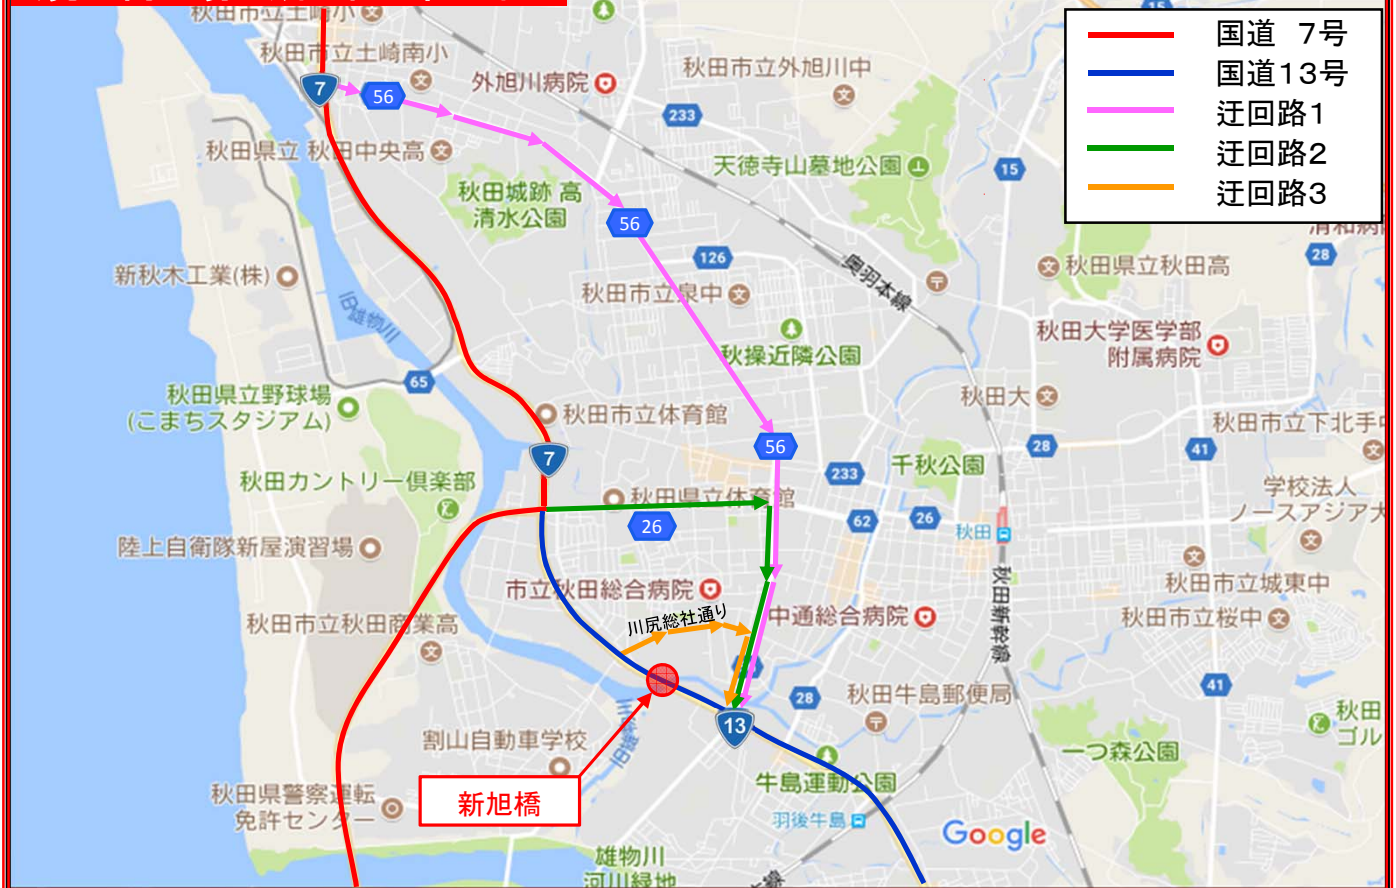 国道 7号
国道13号
迂回路1
迂回路2
迂回路3
15
秋田市立土崎南小
外旭川病院
秋田市立外旭川中
7
56
233
秋田県立 秋田中央高
天徳寺山墓地公園
15
秋田城跡 高
清水公園
56
126
28
新秋木工業(株)
秋田市立泉中
奥羽本線
秋田県立秋田高
旧雄物川
秋田大学医学部
附属病院
秋操近隣公園
65
秋田県立野球場
(こまちスタジアム)
秋田市立体育館
秋田大
秋田市立下北手中
7
56
28
41
233
千秋公園
秋田カントリー倶楽部
秋田県立体育館
学校法人
ノースアジア大
26
62
26
秋田
陸上自衛隊新屋演習場
市立秋田総合病院
秋田新幹線
秋田市立城東中
秋田市立秋田商業高
川尻総社通り
中通総合病院
秋田市立桜中
28
41
秋田牛島郵便局
旧雄物川
13
秋田
ゴル
割山自動車学校
一つ森公園
牛島運動公園
新旭橋
秋田県警察運転
免許センター
羽後牛島
Google
雄物川
河川緑地